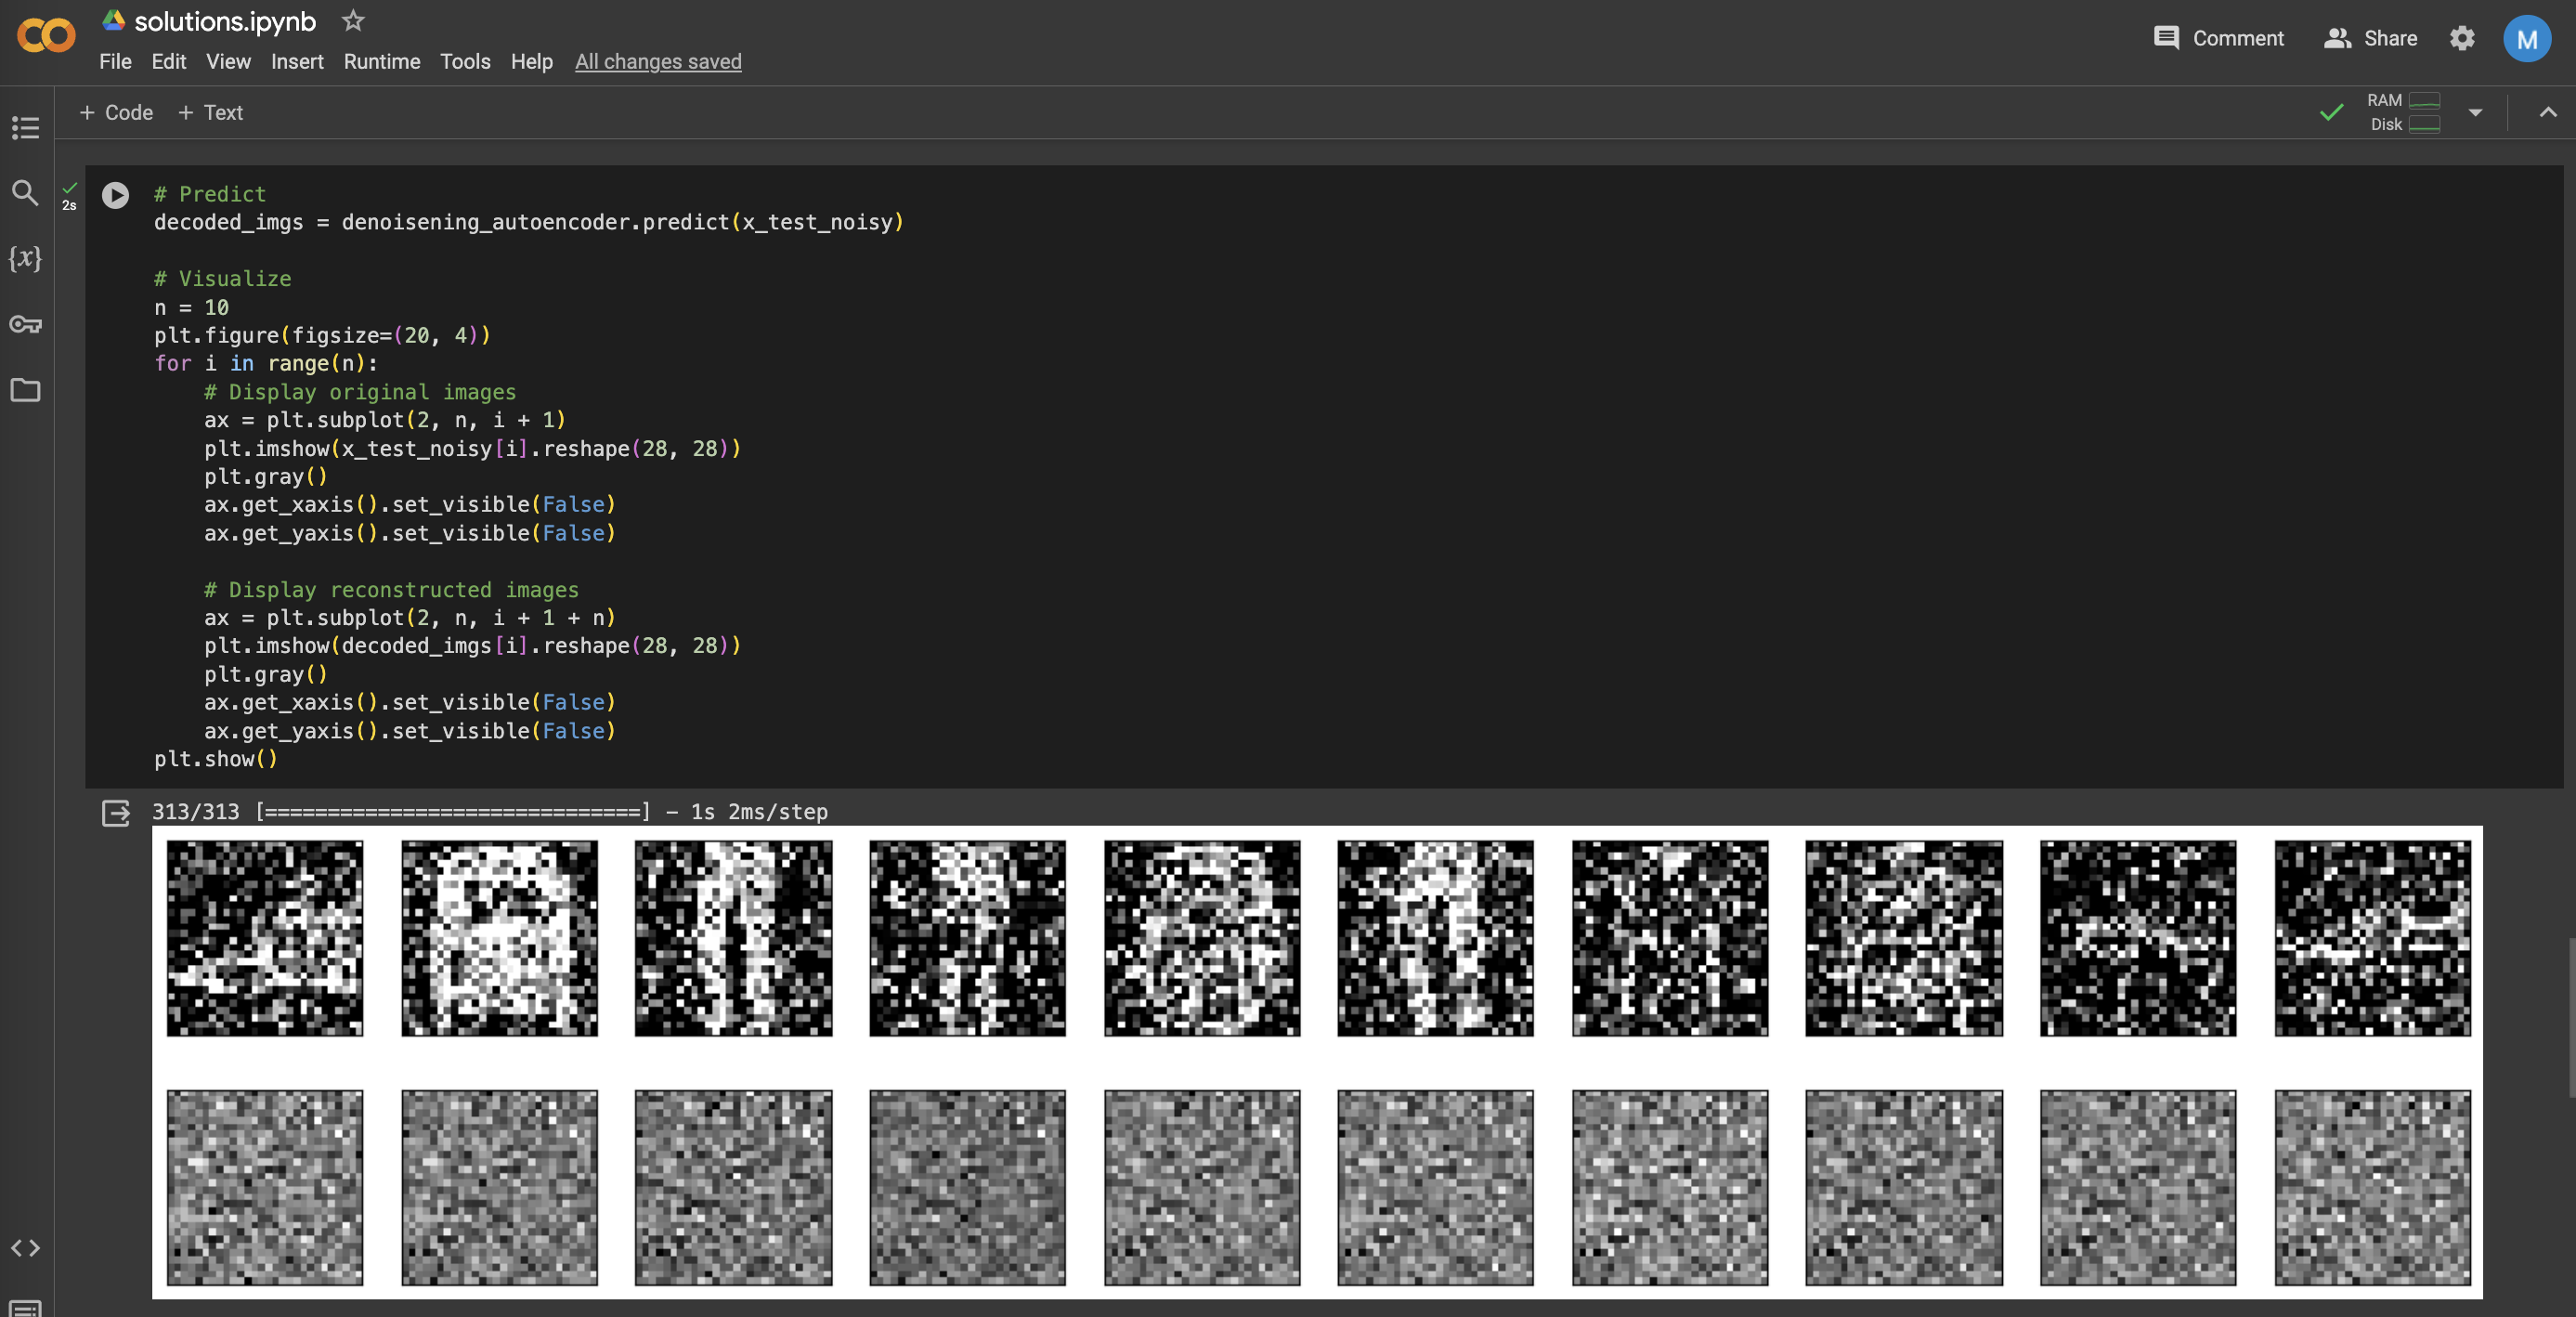 solutions.ipynb
File Edit View Insert Runtime Tools Help All changes saved
Comment Share M
+ Code + Text
RAM
Disk
{x}
2s
# Predict
decoded_imgs = denoisening_autoencoder.predict(x_test_noisy)
# Visualize
n = 10
plt.figure(figsize=(20, 4))
for i in range(n):
    # Display original images
    ax = plt.subplot(2, n, i + 1)
    plt.imshow(x_test_noisy[i].reshape(28, 28))
    plt.gray()
    ax.get_xaxis().set_visible(False)
    ax.get_yaxis().set_visible(False)
    # Display reconstructed images
    ax = plt.subplot(2, n, i + 1 + n)
    plt.imshow(decoded_imgs[i].reshape(28, 28))
    plt.gray()
    ax.get_xaxis().set_visible(False)
    ax.get_yaxis().set_visible(False)
plt.show()
313/313 [==============================] - 1s 2ms/step